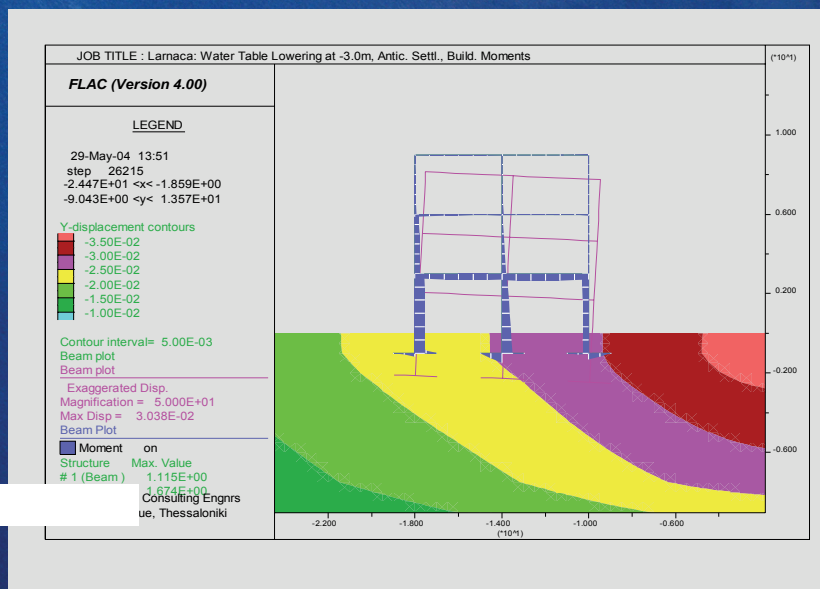 JOB TITLE : Larnaca: Water Table Lowering at -3.0m, Antic. Settl., Build. Moments
(*10^1)
FLAC (Version 4.00)
LEGEND
29-May-04 13:51
step 26215
-2.447E+01 <x< -1.859E+00
-9.043E+00 <y< 1.357E+01
Y-displacement contours
-3.50E-02
-3.00E-02
-2.50E-02
-2.00E-02
-1.50E-02
-1.00E-02
Contour interval= 5.00E-03
Beam plot
Beam plot
Exaggerated Disp.
Magnification = 5.000E+01
Max Disp = 3.038E-02
Beam Plot
Moment on
Structure Max. Value
# 1 (Beam ) 1.115E+00
1.674E+00
Consulting Engnrs
ue, Thessaloniki
1.000
0.600
0.200
-0.200
-0.600
-2.200 -1.800 -1.400 -1.000 -0.600
(*10^1)